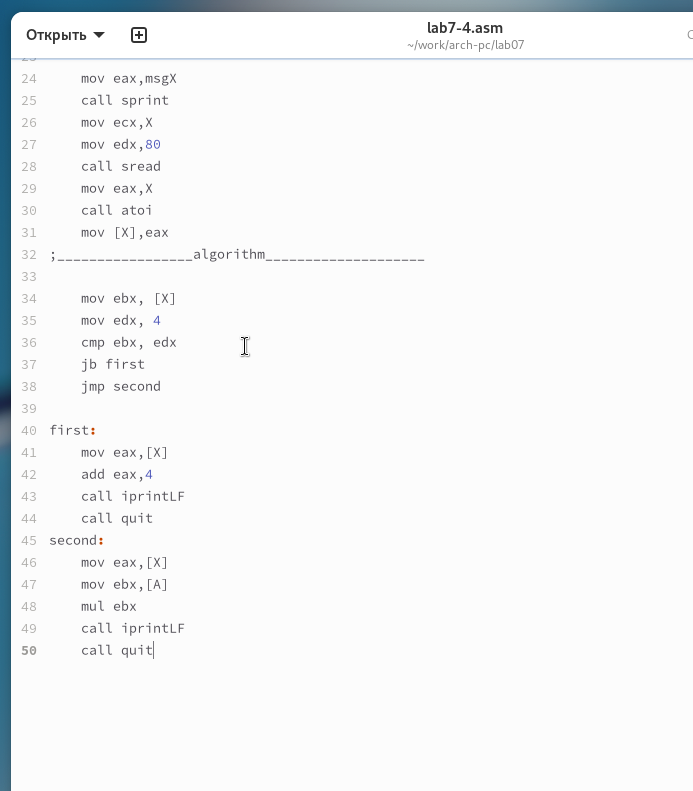 Открыть
lab7-4.asm
~/work/arch-pc/lab07
24 mov eax,msgX
25 call sprint
26 mov ecx,X
27 mov edx,80
28 call sread
29 mov eax,X
30 call atoi
31 mov [X],eax
32 ;_________________algorithm____________________
33
34 mov ebx, [X]
35 mov edx, 4
36 cmp ebx, edx
37 jb first
38 jmp second
39
40 first:
41 mov eax,[X]
42 add eax,4
43 call iprintLF
44 call quit
45 second:
46 mov eax,[X]
47 mov ebx,[A]
48 mul ebx
49 call iprintLF
50 call quit